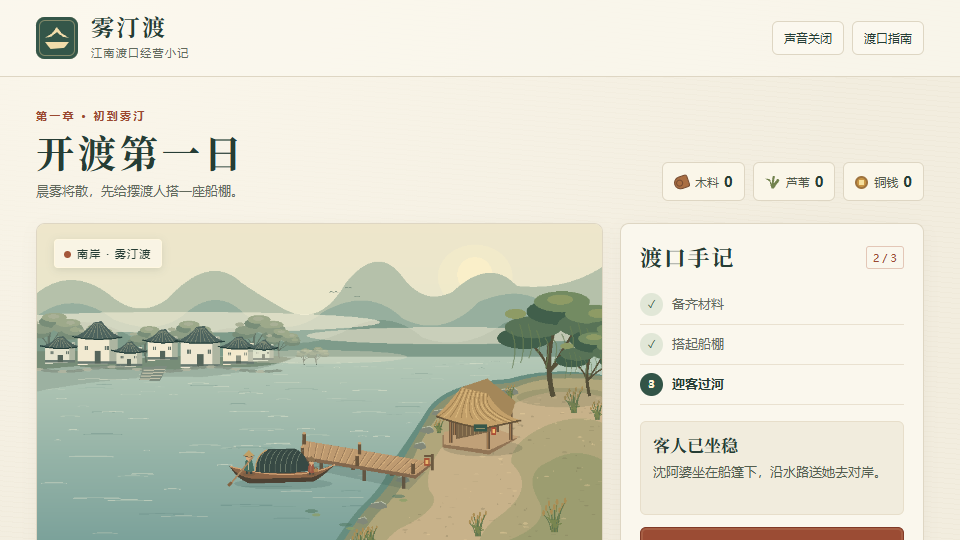 雾汀渡
江南渡口经营小记
声音关闭
渡口指南
第一章 · 初到雾汀
开渡第一日
晨雾将散，先给摆渡人搭一座船棚。
木料 0
芦苇 0
铜钱 0
南岸 · 雾汀渡
渡口手记
2 / 3
✓ 备齐材料
✓ 搭起船棚
3 迎客过河
客人已坐稳
沈阿婆坐在船篷下，沿水路送她去对岸。